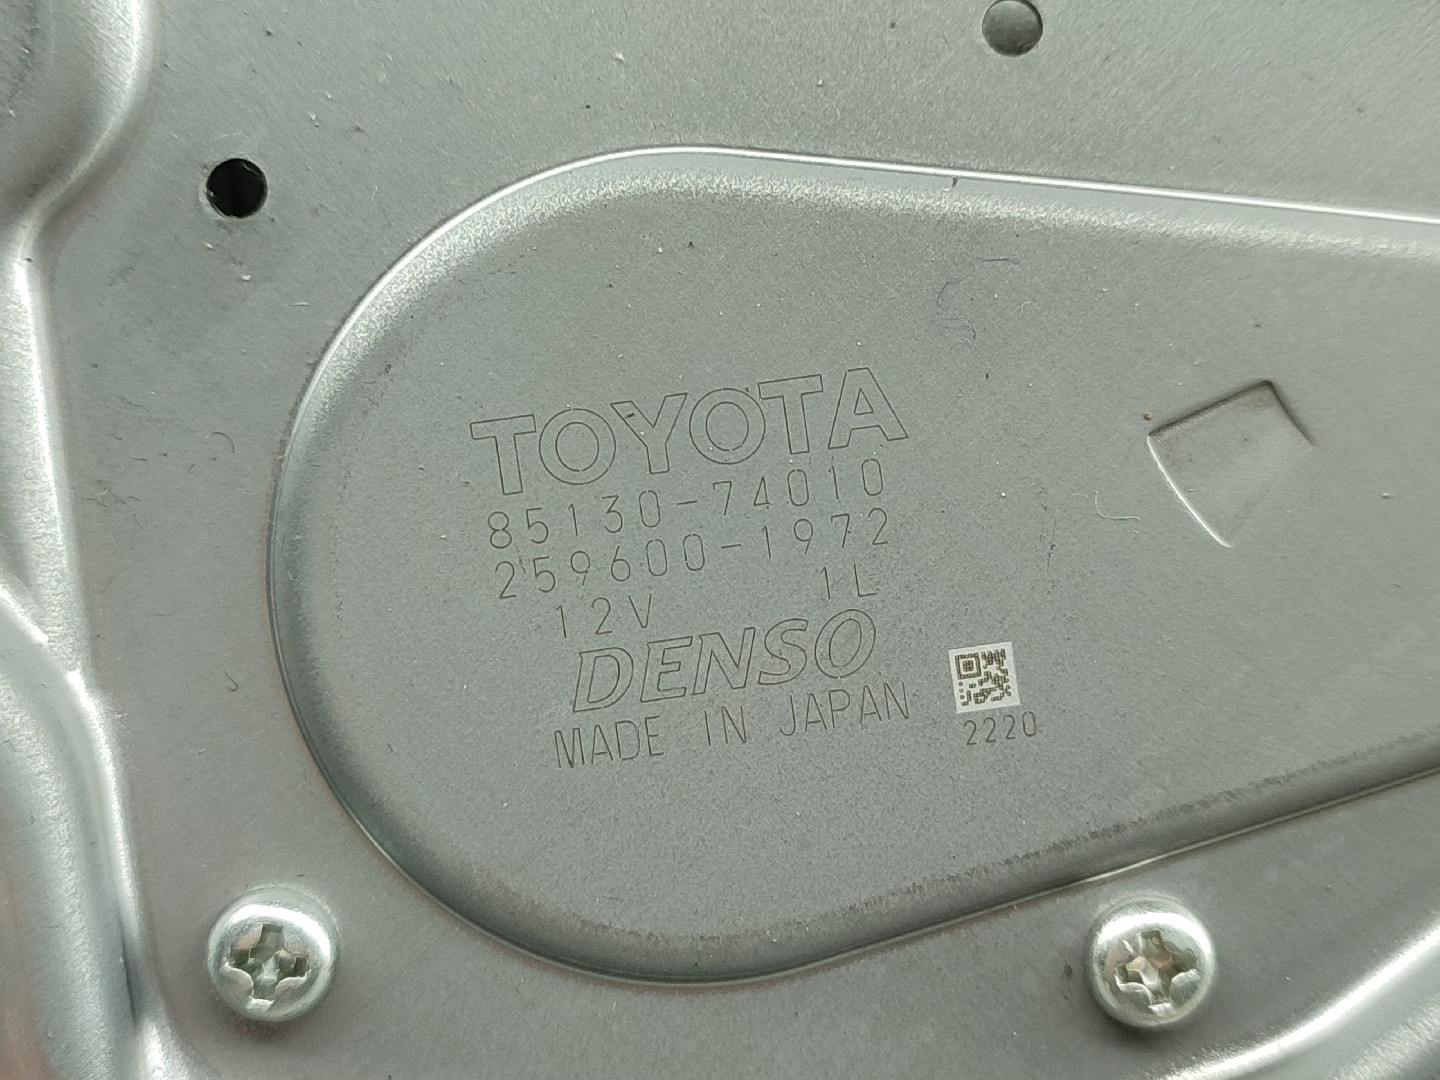 TOYOTA
85130-74010
259600-1972
12V 1L
DENSO
MADE IN JAPAN
2220